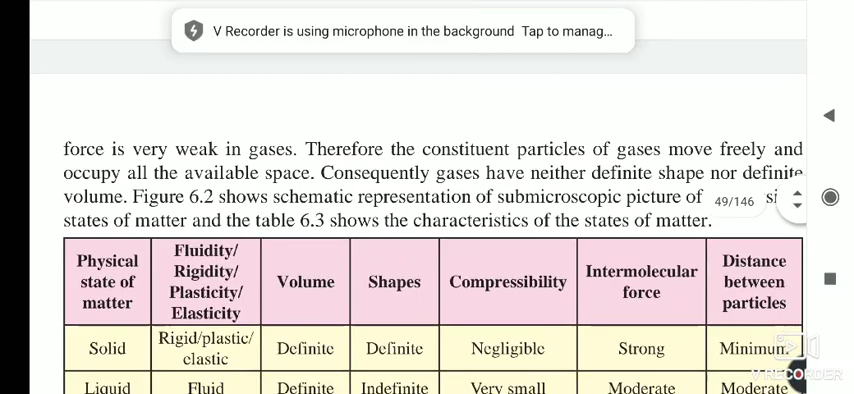 V Recorder is using microphone in the background Tap to manag...
force is very weak in gases. Therefore the constituent particles of gases move freely and
occupy all the available space. Consequently gases have neither definite shape nor definite
volume. Figure 6.2 shows schematic representation of submicroscopic picture of
49/146
states of matter and the table 6.3 shows the characteristics of the states of matter.
Physical state of matter Fluidity/ Rigidity/ Plasticity/ Elasticity Volume Shapes Compressibility Intermolecular force Distance between particles
Solid Rigid/plastic/ elastic Definite Definite Negligible Strong Minimum
Liquid Fluid Definite Indefinite Very small Moderate Moderate
V RECORDER